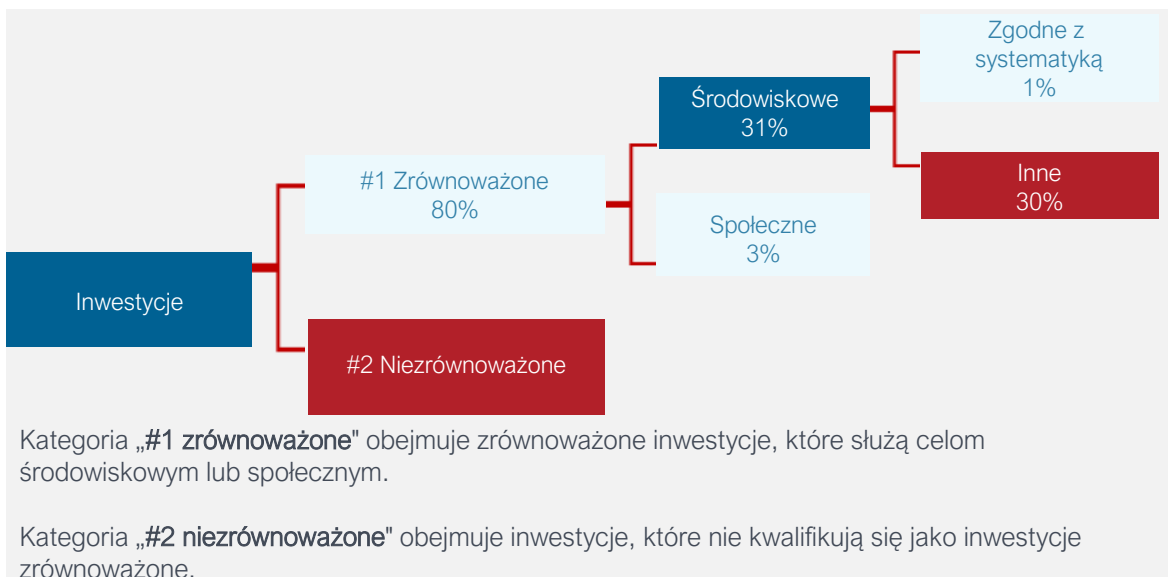 Zgodne z
systematyką
1%
Środowiskowe
31%
#1 Zrównoważone
80%
Inne
30%
Społeczne
3%
Inwestycje
#2 Niezrównoważone
Kategoria „#1 zrównoważone" obejmuje zrównoważone inwestycje, które służą celom
środowiskowym lub społecznym.
Kategoria „#2 niezrównoważone" obejmuje inwestycje, które nie kwalifikują się jako inwestycje
zrównoważone.